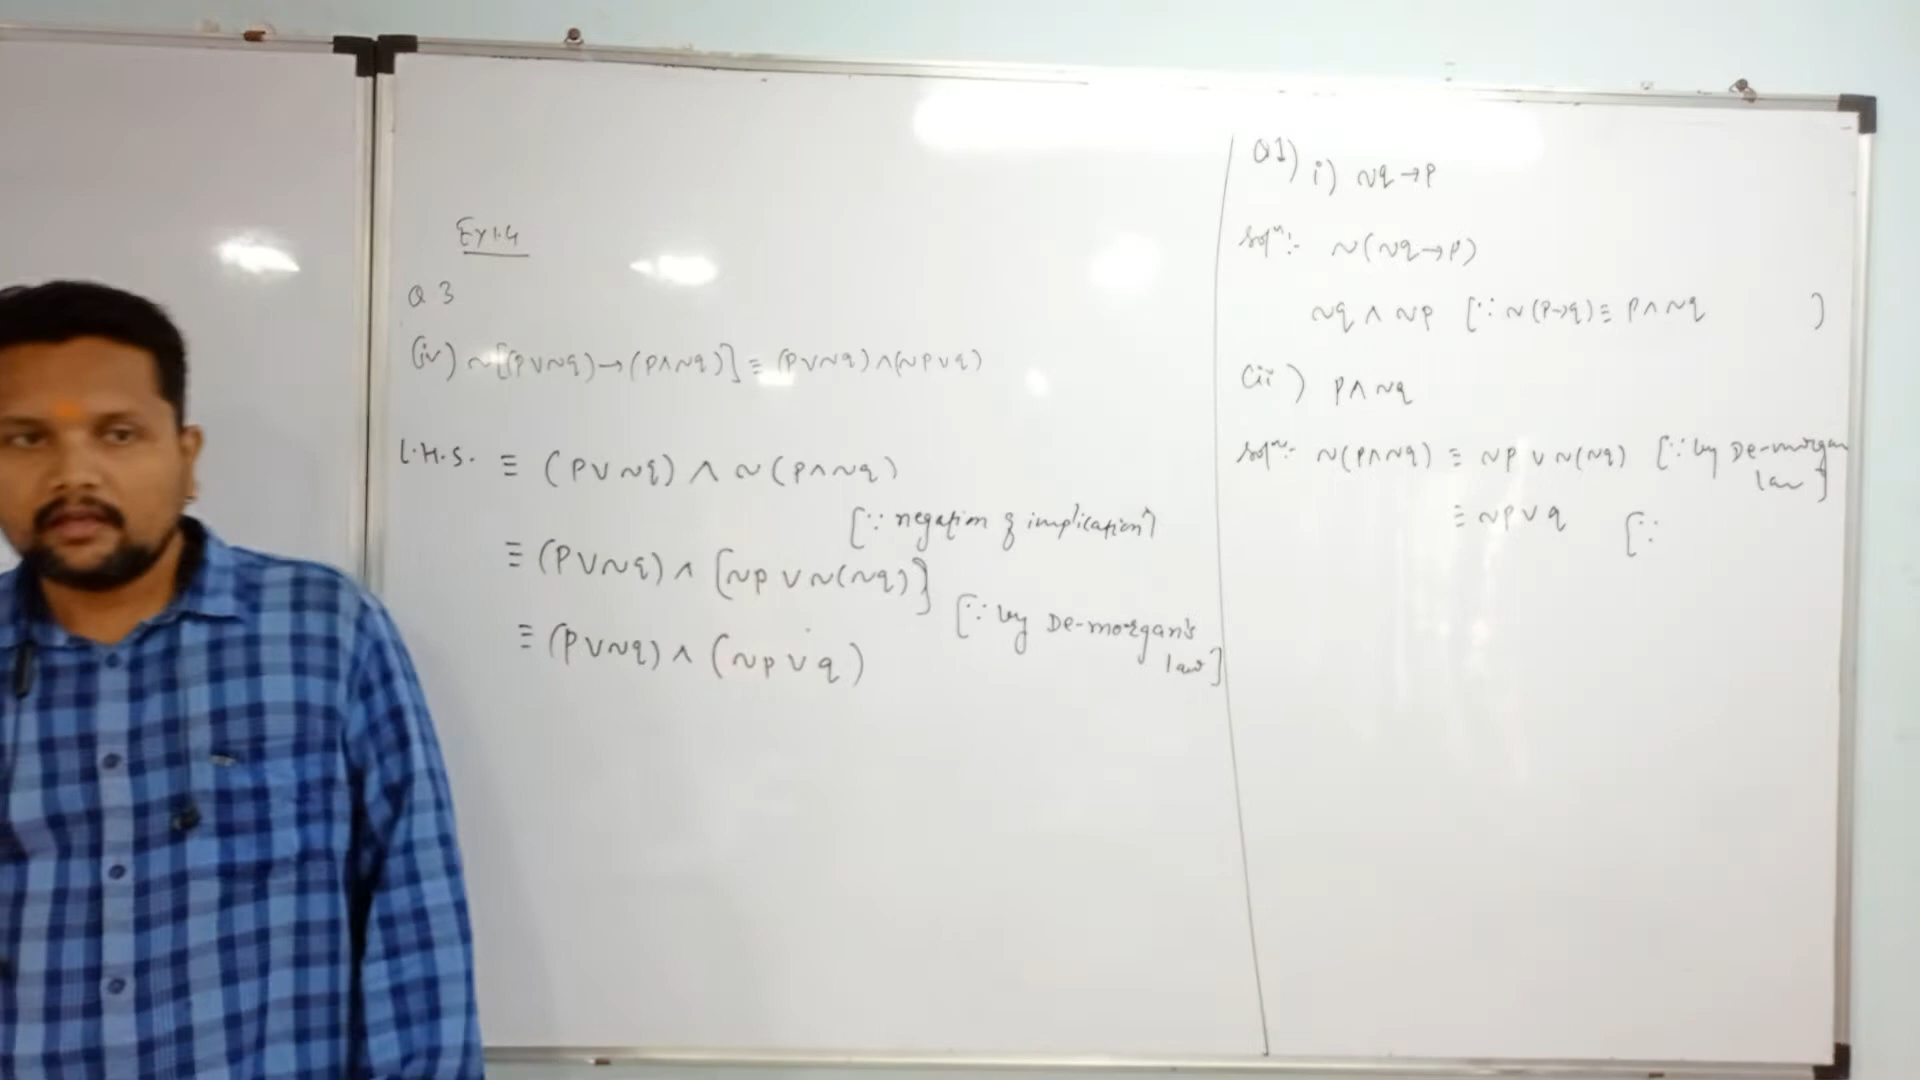 Ex 1.4
Q 3
(iv) ~[(p∨~q)→(p∧~q)] ≡ (p∨~q)∧(~p∨q)
L.H.S. ≡ (p∨~q) ∧ ~(p∧~q)
[∵ negation of implication]
≡ (p∨~q) ∧ [~p ∨ ~(~q)]
[∵ by De-morgan's
law]
≡ (p∨~q) ∧ (~p∨q)
Q1) i) ~q→p
Solⁿ:- ~(~q→p)
~q ∧ ~p [∵ ~(p→q) ≡ p∧~q ]
(ii) p∧~q
Solⁿ:- ~(p∧~q) ≡ ~p ∨ ~(~q) [∵ by De-morgan
law]
≡ ~p∨q [∵